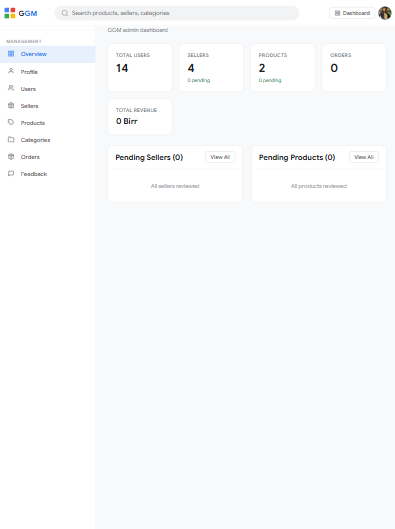 GGM
Search products, sellers, categories
Dashboard
MANAGEMENT
Overview
Profile
Users
Sellers
Products
Categories
Orders
Feedback
GGM admin dashboard
TOTAL USERS
14
SELLERS
4
0 pending
PRODUCTS
2
0 pending
ORDERS
0
TOTAL REVENUE
0 Birr
Pending Sellers (0)
View All
All sellers reviewed
Pending Products (0)
View All
All products reviewed